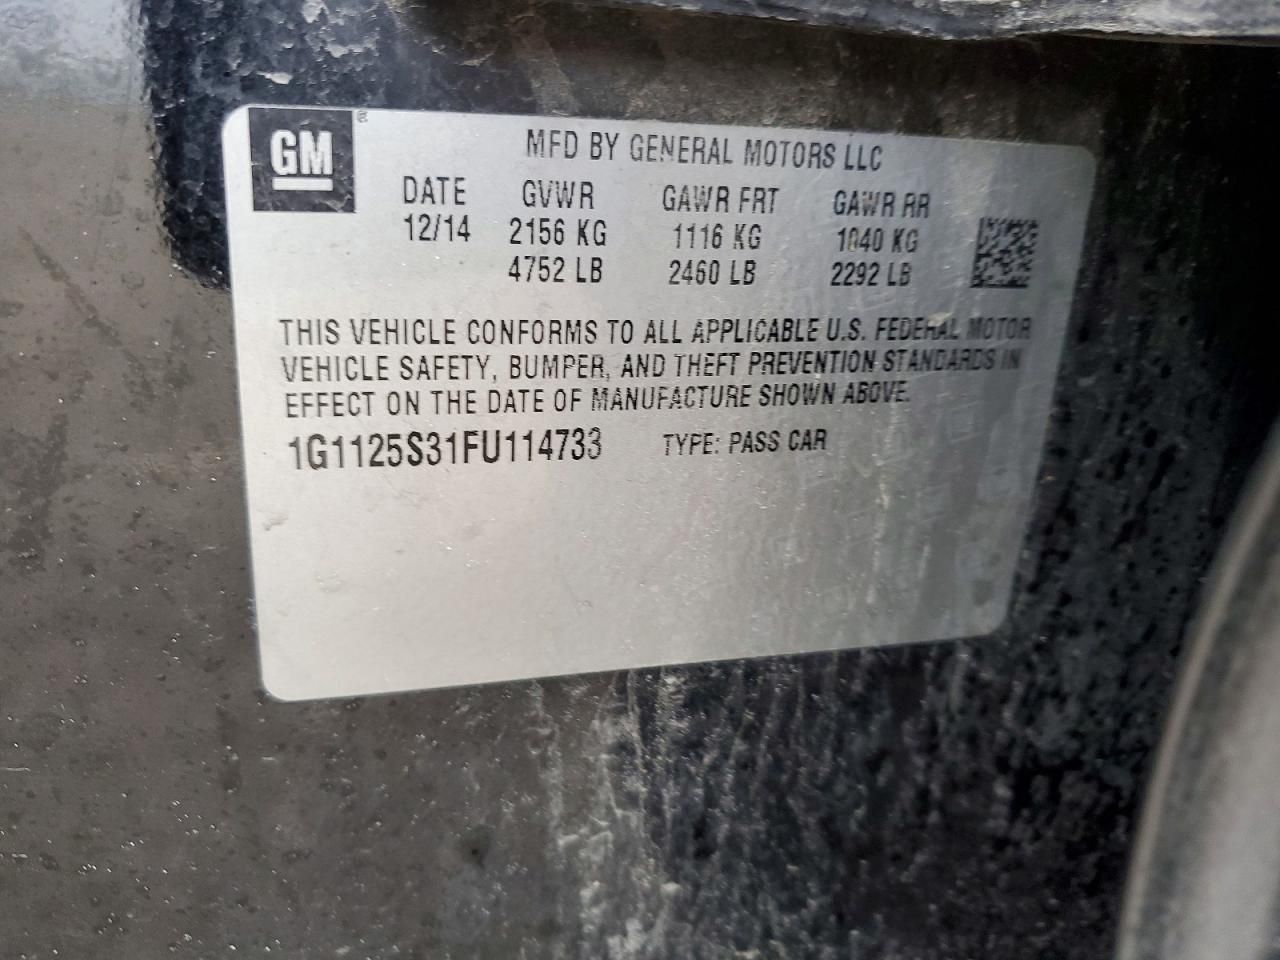 GM ®
MFD BY GENERAL MOTORS LLC
DATE GVWR GAWR FRT GAWR RR
12/14 2156 KG 1116 KG 1040 KG
4752 LB 2460 LB 2292 LB
THIS VEHICLE CONFORMS TO ALL APPLICABLE U.S. FEDERAL MOTOR
VEHICLE SAFETY, BUMPER, AND THEFT PREVENTION STANDARDS IN
EFFECT ON THE DATE OF MANUFACTURE SHOWN ABOVE.
1G1125S31FU114733 TYPE: PASS CAR